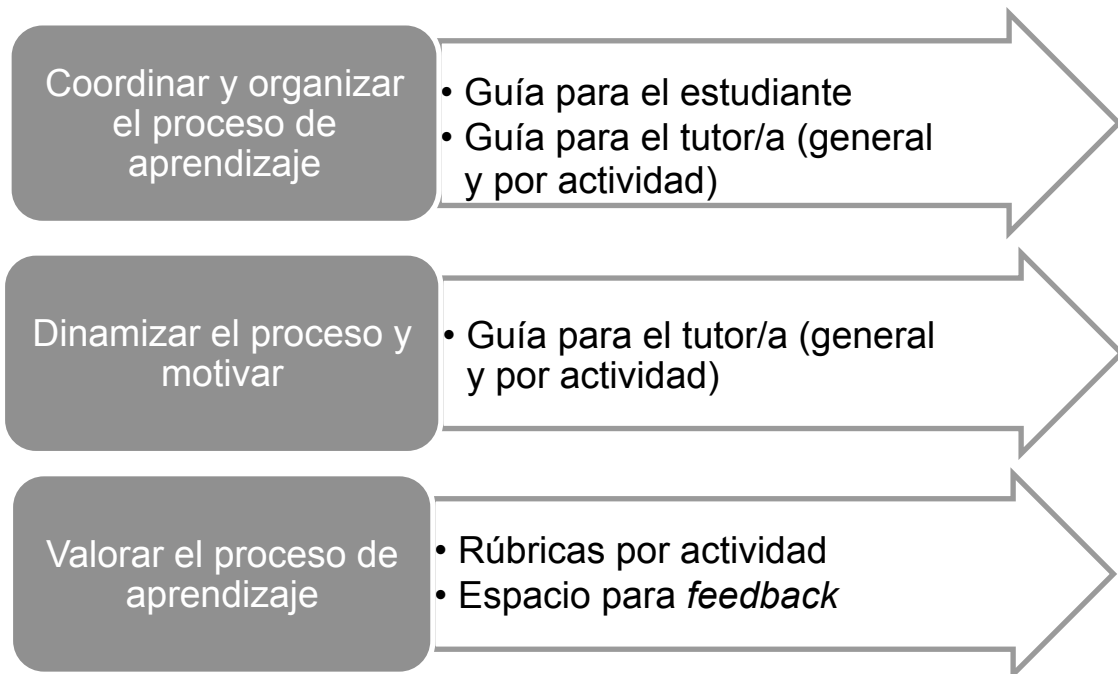 Coordinar y organizar
el proceso de
aprendizaje
• Guía para el estudiante
• Guía para el tutor/a (general
y por actividad)
Dinamizar el proceso y
motivar
• Guía para el tutor/a (general
y por actividad)
Valorar el proceso de
aprendizaje
• Rúbricas por actividad
• Espacio para feedback